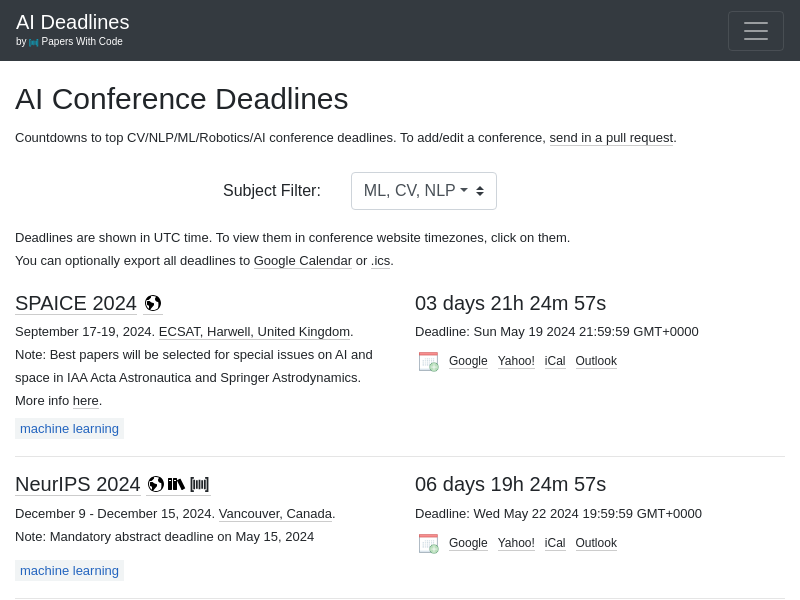 AI Deadlines
by Papers With Code
AI Conference Deadlines
Countdowns to top CV/NLP/ML/Robotics/AI conference deadlines. To add/edit a conference, send in a pull request.
Subject Filter: ML, CV, NLP
Deadlines are shown in UTC time. To view them in conference website timezones, click on them.
You can optionally export all deadlines to Google Calendar or .ics.
SPAICE 2024
September 17-19, 2024. ECSAT, Harwell, United Kingdom.
Note: Best papers will be selected for special issues on AI and
space in IAA Acta Astronautica and Springer Astrodynamics.
More info here.
machine learning
03 days 21h 24m 57s
Deadline: Sun May 19 2024 21:59:59 GMT+0000
Google Yahoo! iCal Outlook
NeurIPS 2024
December 9 - December 15, 2024. Vancouver, Canada.
Note: Mandatory abstract deadline on May 15, 2024
machine learning
06 days 19h 24m 57s
Deadline: Wed May 22 2024 19:59:59 GMT+0000
Google Yahoo! iCal Outlook